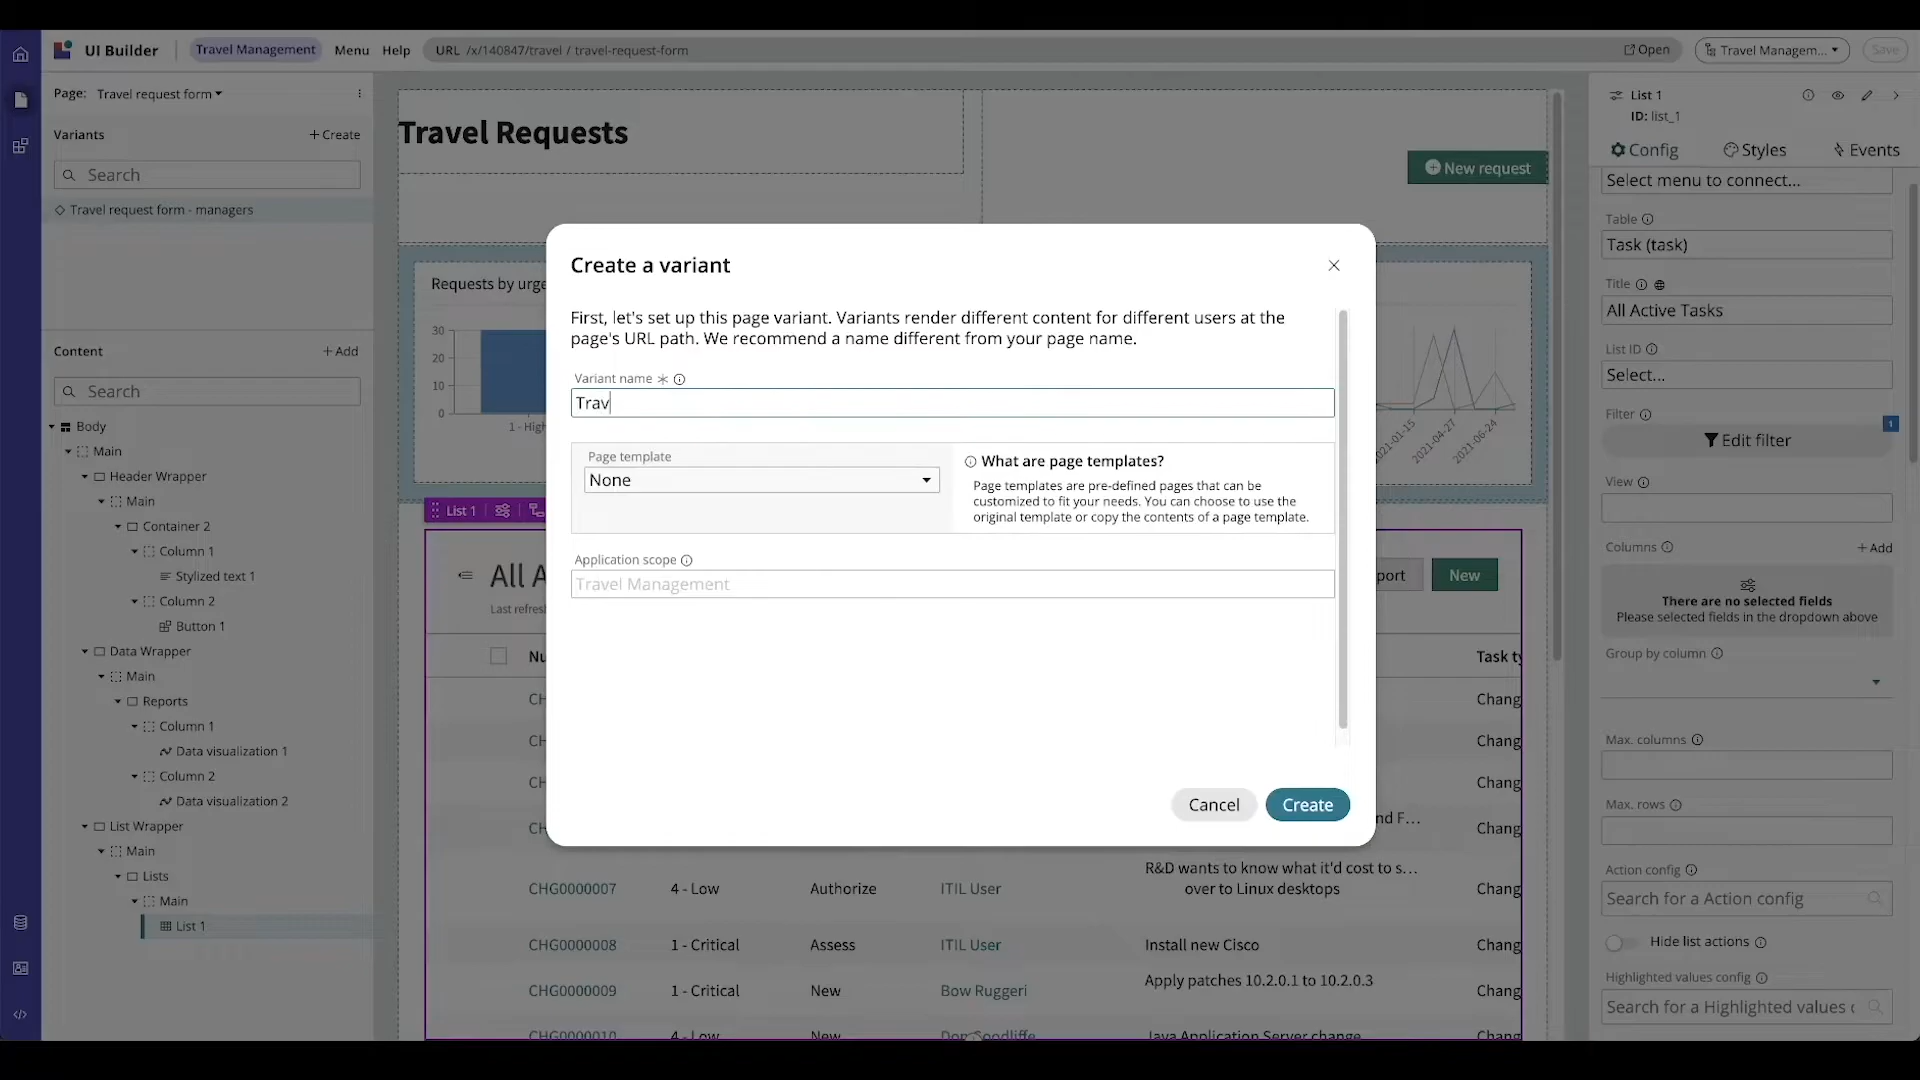 UI Builder
Travel Management
Menu
Help
URL /x/140847/travel / travel-request-form
Open
Travel Managem...
Save
Page: Travel request form
Variants
+ Create
Search
Travel request form - managers
Content
+ Add
Search
Body
Main
Header Wrapper
Main
Container 2
Column 1
Stylized text 1
Column 2
Button 1
Data Wrapper
Main
Reports
Column 1
Data visualization 1
Column 2
Data visualization 2
List Wrapper
Main
Lists
Main
List 1
Travel Requests
New request
Requests by urge
30
20
10
0
1 - High
2021-01-15
2021-04-27
2021-06-24
List 1
All A
Last refres
port
New
Nu
Task ty
CH
Chang
CH
Chang
CH
Chang
CH
nd F...
Chang
CHG0000007
4 - Low
Authorize
ITIL User
R&D wants to know what it'd cost to s...
over to Linux desktops
Chang
CHG0000008
1 - Critical
Assess
ITIL User
Install new Cisco
Chang
CHG0000009
1 - Critical
New
Bow Ruggeri
Apply patches 10.2.0.1 to 10.2.0.3
Chang
CHG0000010
4 - Low
New
Don Goodliffe
Java Application Server change
Chang
Create a variant
First, let's set up this page variant. Variants render different content for different users at the
page's URL path. We recommend a name different from your page name.
Variant name
Trav
Page template
None
What are page templates?
Page templates are pre-defined pages that can be
customized to fit your needs. You can choose to use the
original template or copy the contents of a page template.
Application scope
Travel Management
Cancel
Create
List 1
ID: list_1
Config
Styles
Events
Select menu to connect...
Table
Task (task)
Title
All Active Tasks
List ID
Select...
Filter
1
Edit filter
View
Columns
+ Add
There are no selected fields
Please selected fields in the dropdown above
Group by column
Max. columns
Max. rows
Action config
Search for a Action config
Hide list actions
Highlighted values config
Search for a Highlighted values c